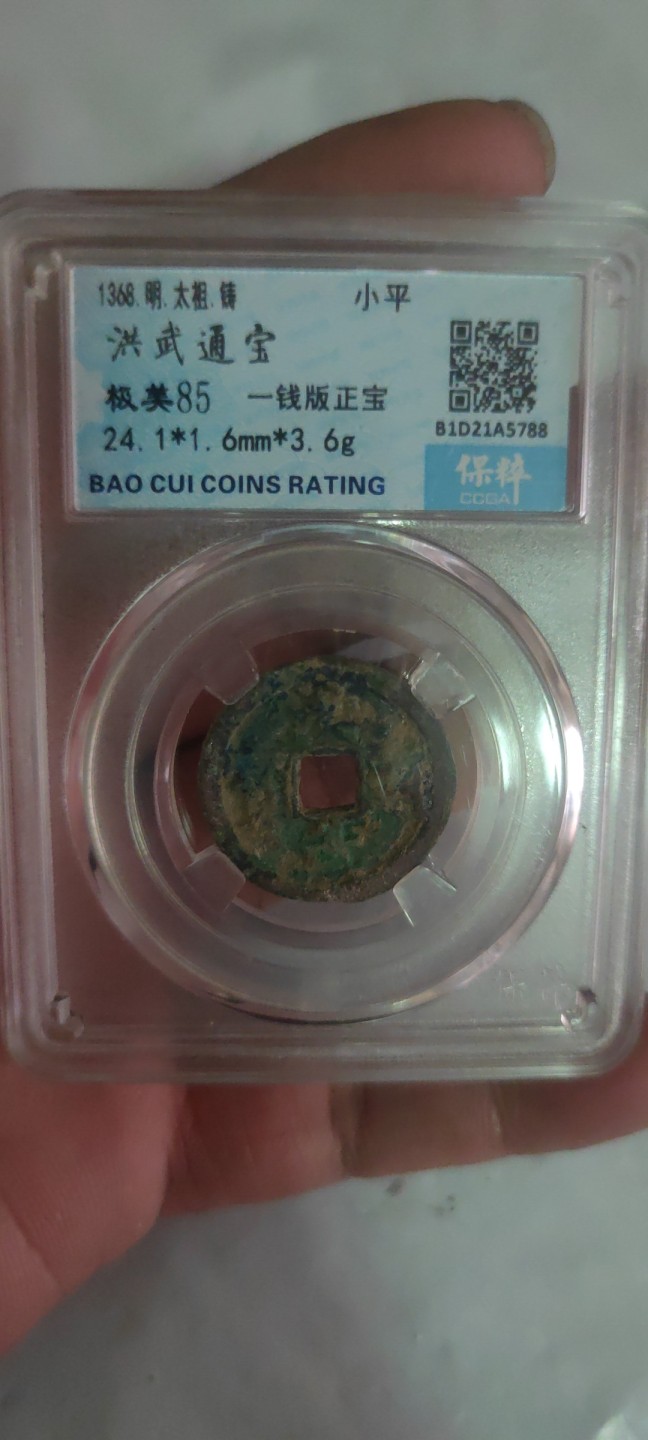 1368.明.太祖.铸 小平
洪武通宝
极美85 一钱版正宝
B1D21A5788
24.1*1.6mm*3.6g
保粹
CCGA
BAO CUI COINS RATING